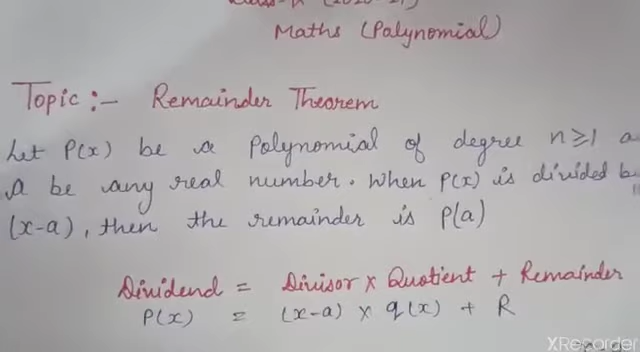 Maths (Polynomial)
Topic :- Remainder Theorem
Let P(x) be a polynomial of degree n≥1 a
a be any real number. When P(x) is divided b
(x-a), then the remainder is P(a)
Dividend = Divisor x Quotient + Remainder
P(x) = (x-a) x q(x) + R
XRecorder